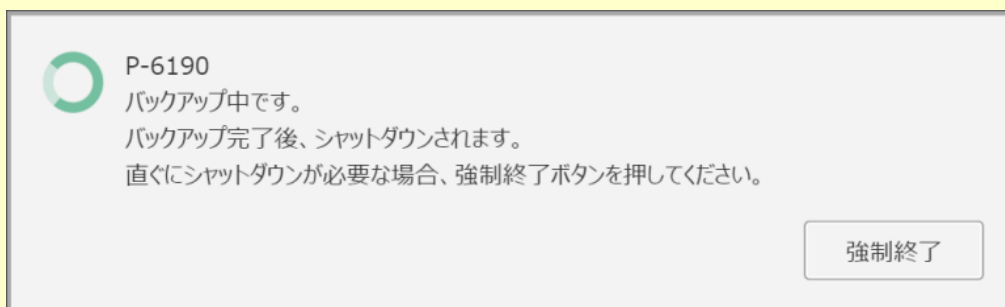 P-6190
バックアップ中です。
バックアップ完了後、シャットダウンされます。
直ぐにシャットダウンが必要な場合、強制終了ボタンを押してください。
強制終了